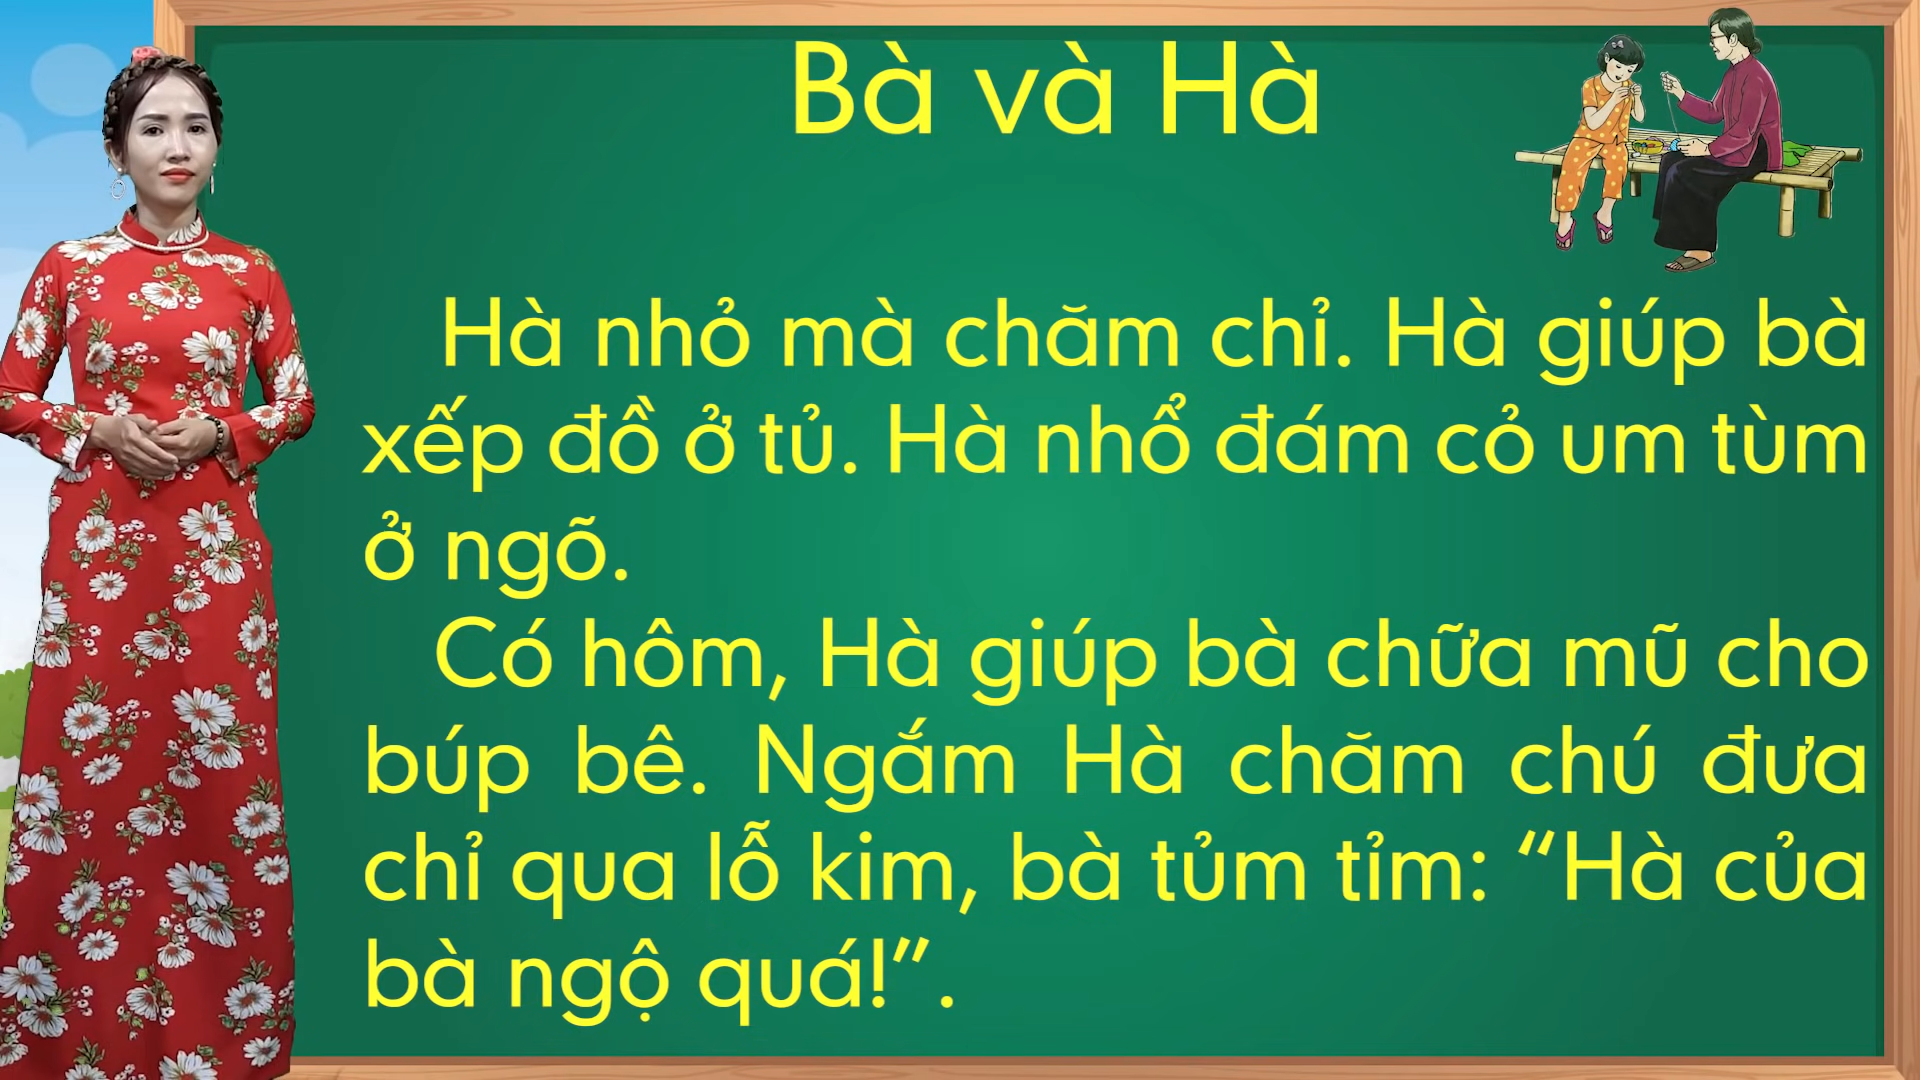 Bà và Hà
Hà nhỏ mà chăm chỉ. Hà giúp bà
xếp đồ ở tủ. Hà nhổ đám cỏ um tùm
ở ngõ.
Có hôm, Hà giúp bà chữa mũ cho
búp bê. Ngắm Hà chăm chú đưa
chỉ qua lỗ kim, bà tủm tỉm: “Hà của
bà ngộ quá!”.